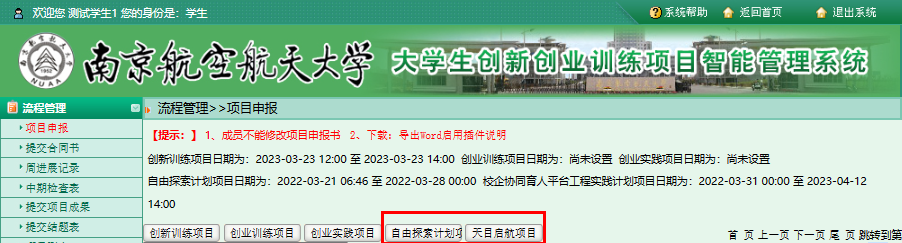 欢迎您 测试学生1 您的身份是：学生 系统帮助 返回首页 退出系统
南京航空航天大学 大学生创新创业训练项目智能管理系统
NUAA
1952
流程管理
项目申报
提交合同书
周进展记录
中期检查表
提交项目成果
提交结题表
流程管理>>项目申报
【提示：】 1、成员不能修改项目申报书 2、下载：导出Word启用插件说明
创新训练项目日期为：2023-03-23 12:00 至 2023-03-23 14:00 创业训练项目日期为：尚未设置 创业实践项目日期为：尚未设置
自由探索计划项目日期为：2022-03-21 06:46 至 2022-03-28 00:00 校企协同育人平台工程实践计划项目日期为：2022-03-31 00:00 至 2023-04-12
14:00
创新训练项目 创业训练项目 创业实践项目 自由探索计划项 天目启航项目 首 页 上一页 下一页 尾 页 跳转到第